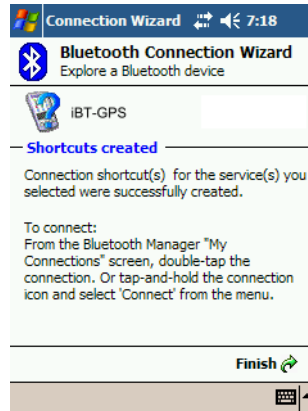 Connection Wizard 7:18
Bluetooth Connection Wizard
Explore a Bluetooth device
iBT-GPS
Shortcuts created
Connection shortcut(s) for the service(s) you
selected were successfully created.
To connect:
From the Bluetooth Manager "My
Connections" screen, double-tap the
connection. Or tap-and-hold the connection
icon and select 'Connect' from the menu.
Finish